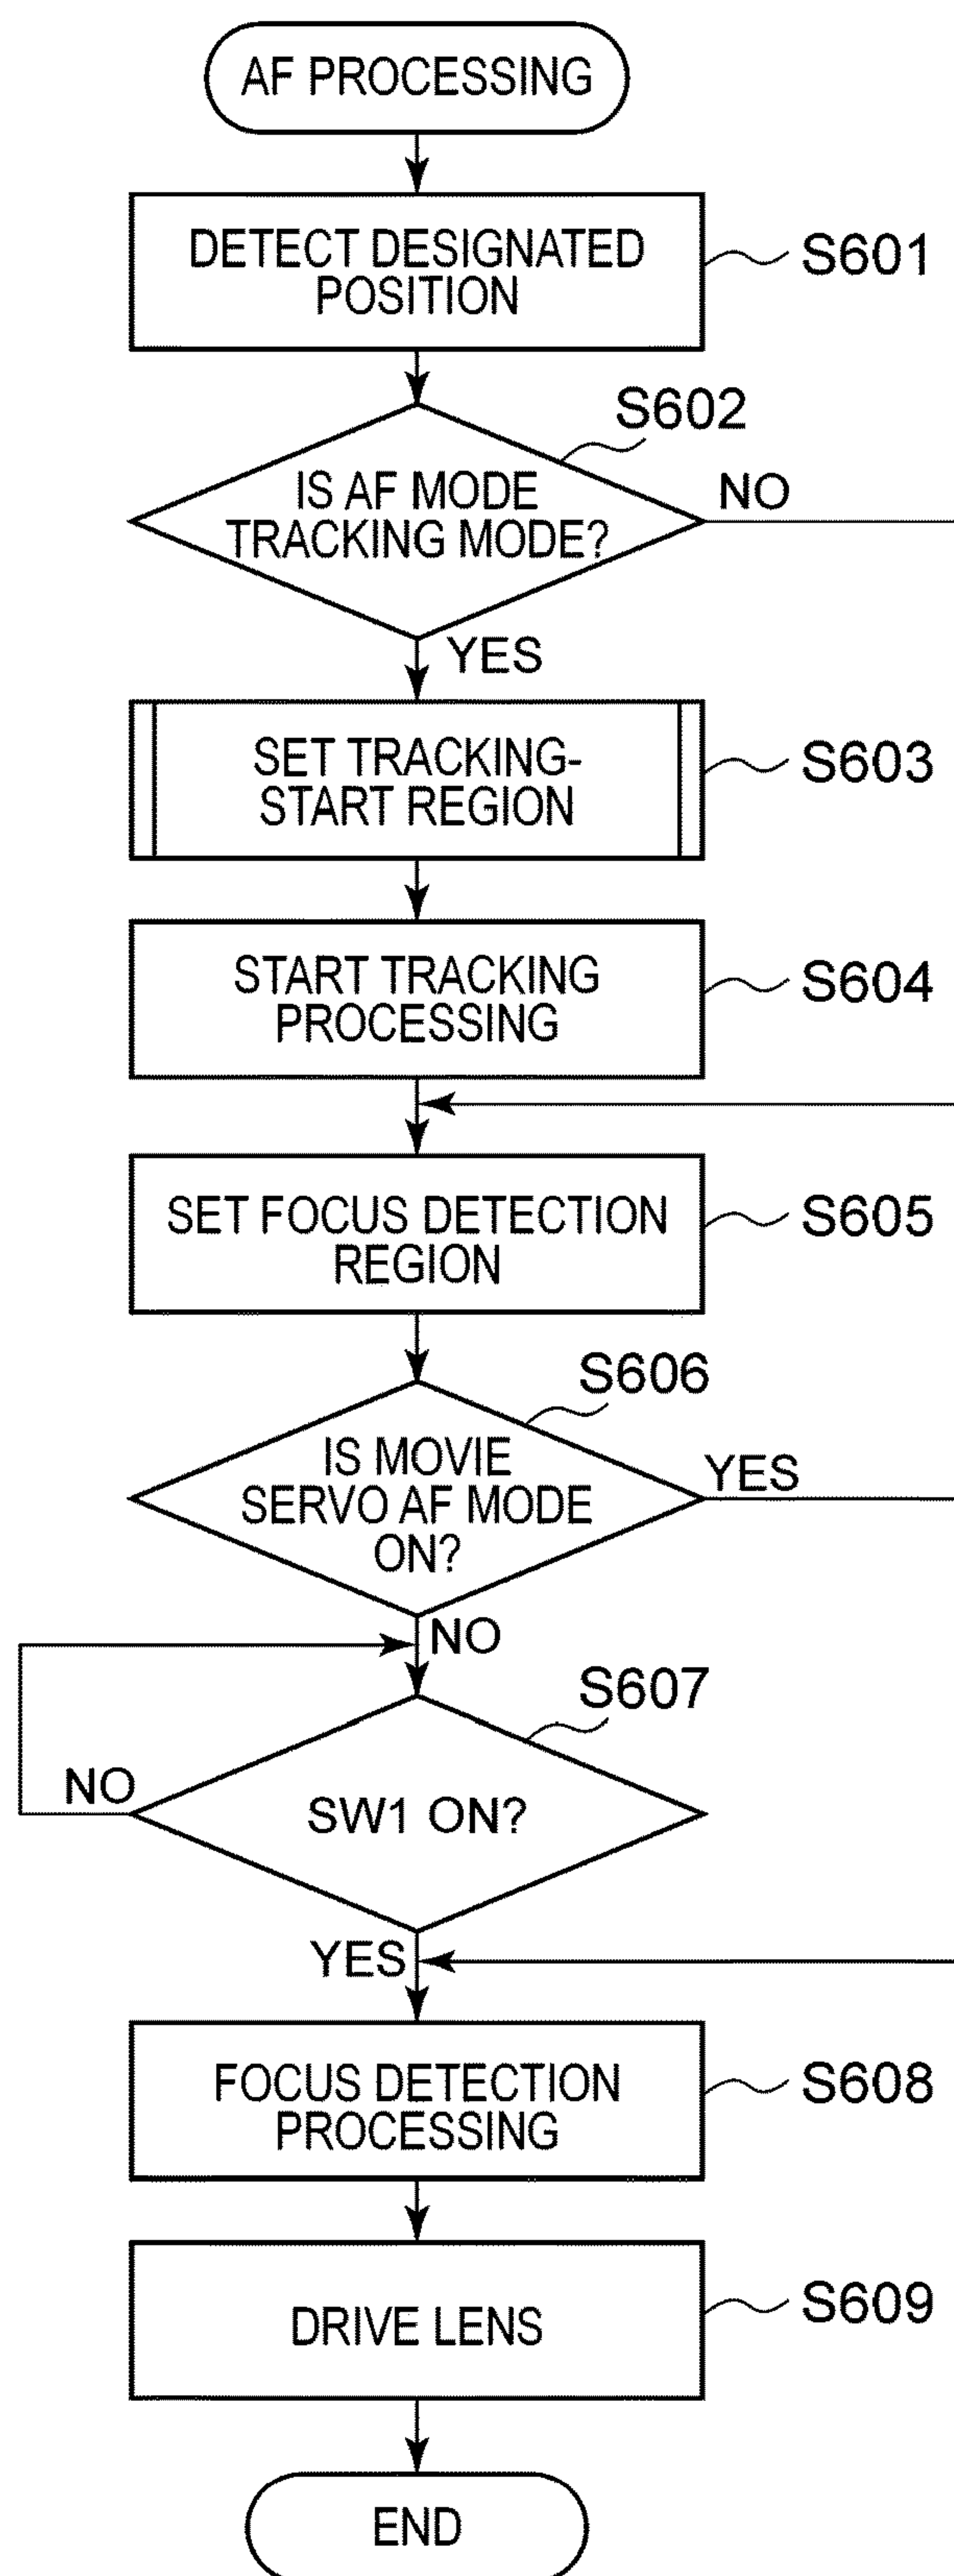 AF PROCESSING
DETECT DESIGNATED
POSITION
S601
S602
IS AF MODE
TRACKING MODE?
NO
YES
SET TRACKING-
START REGION
S603
START TRACKING
PROCESSING
S604
SET FOCUS DETECTION
REGION
S605
S606
IS MOVIE
SERVO AF MODE
ON?
YES
NO
S607
NO
SW1 ON?
YES
FOCUS DETECTION
PROCESSING
S608
DRIVE LENS
S609
END